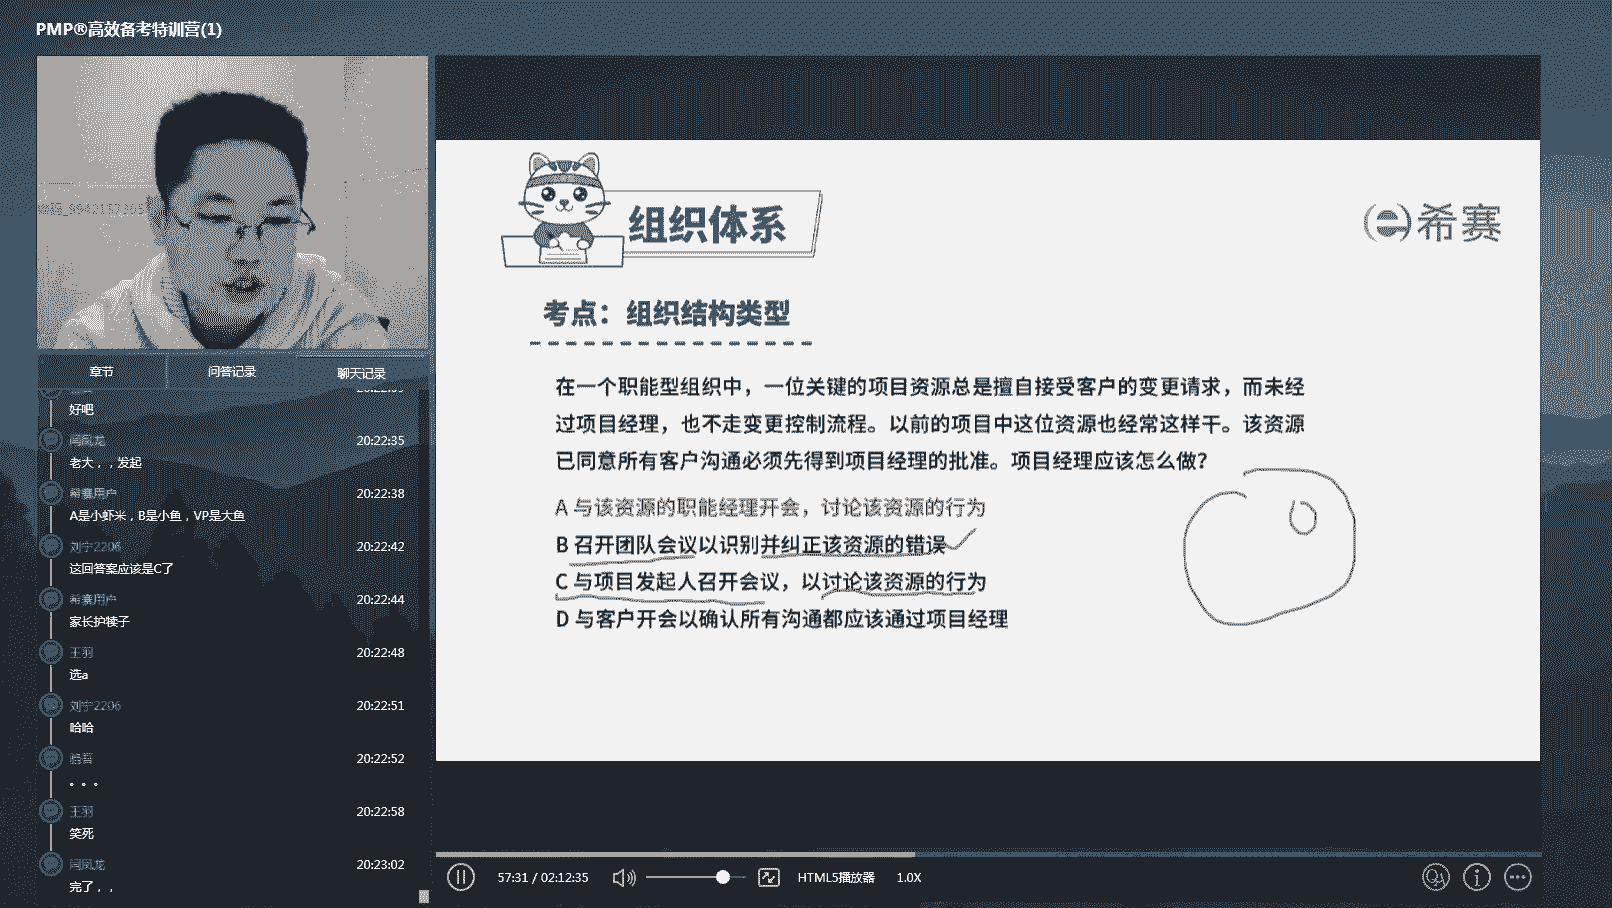 PMP®高效备考特训营(1)
章节
问答记录
聊天记录
好吧
闫凤龙
20:22:35
老大，，发起
希赛用户
20:22:38
A是小虾米，B是小鱼，VP是大鱼
刘宁2206
20:22:42
这回答案应该是C了
希赛用户
20:22:44
家长护犊子
王羽
20:22:48
选a
刘宁2206
20:22:51
哈哈
20:22:52
。。。
王羽
20:22:58
笑死
闫凤龙
20:23:02
完了，，
组织体系
希赛
考点：组织结构类型
在一个职能型组织中，一位关键的项目资源总是擅自接受客户的变更请求，而未经
过项目经理，也不走变更控制流程。以前的项目中这位资源也经常这样干。该资源
已同意所有客户沟通必须先得到项目经理的批准。项目经理应该怎么做？
A 与该资源的职能经理开会，讨论该资源的行为
B 召开团队会议以识别并纠正该资源的错误
C 与项目发起人召开会议，以讨论该资源的行为
D 与客户开会以确认所有沟通都应该通过项目经理
57:31 / 02:12:35
HTML5播放器
1.0X